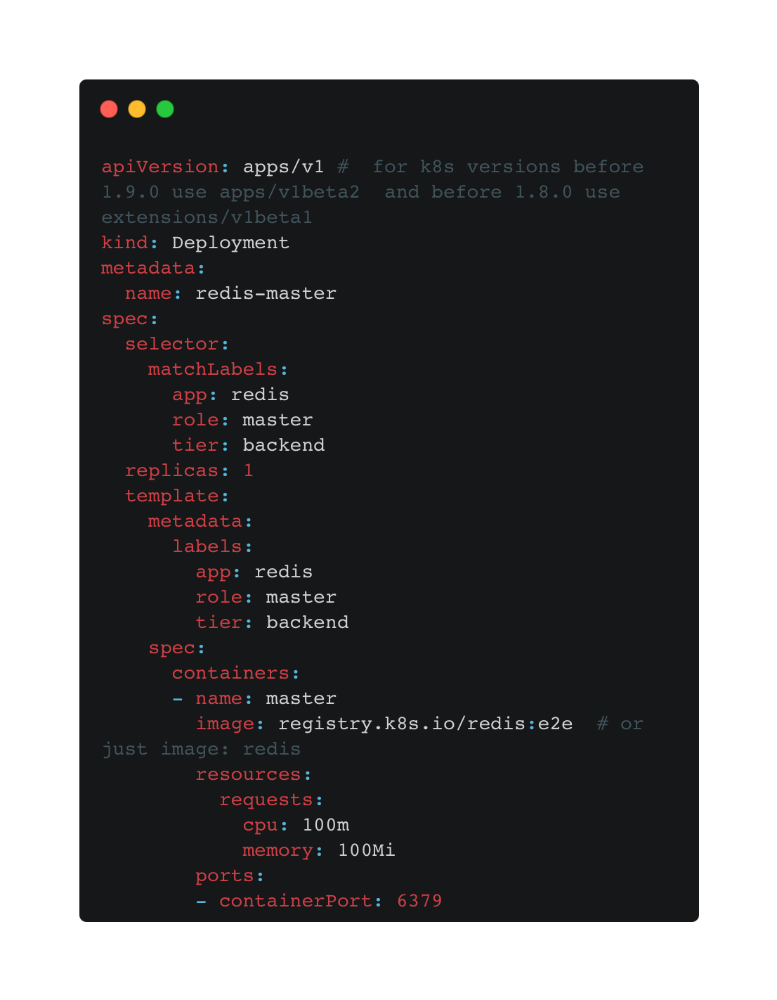 apiVersion: apps/v1 #  for k8s versions before
1.9.0 use apps/v1beta2  and before 1.8.0 use
extensions/v1beta1
kind: Deployment
metadata:
  name: redis-master
spec:
  selector:
    matchLabels:
      app: redis
      role: master
      tier: backend
  replicas: 1
  template:
    metadata:
      labels:
        app: redis
        role: master
        tier: backend
    spec:
      containers:
      - name: master
        image: registry.k8s.io/redis:e2e  # or
just image: redis
        resources:
          requests:
            cpu: 100m
            memory: 100Mi
        ports:
        - containerPort: 6379